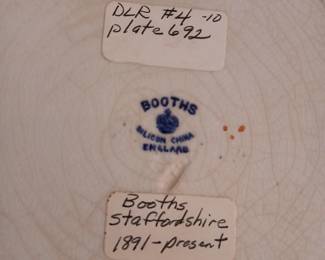 DLR #4 -10
plate 692
BOOTHS
SILICON CHINA
ENGLAND
Booths
Staffordshire
1891-present